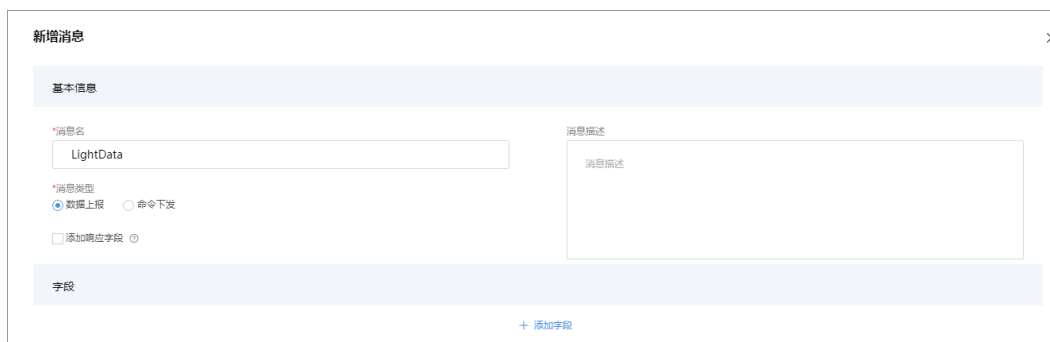 新增消息
基本信息
*消息名
LightData
*消息类型
数据上报 命令下发
添加响应字段
消息描述
消息描述
字段
+ 添加字段